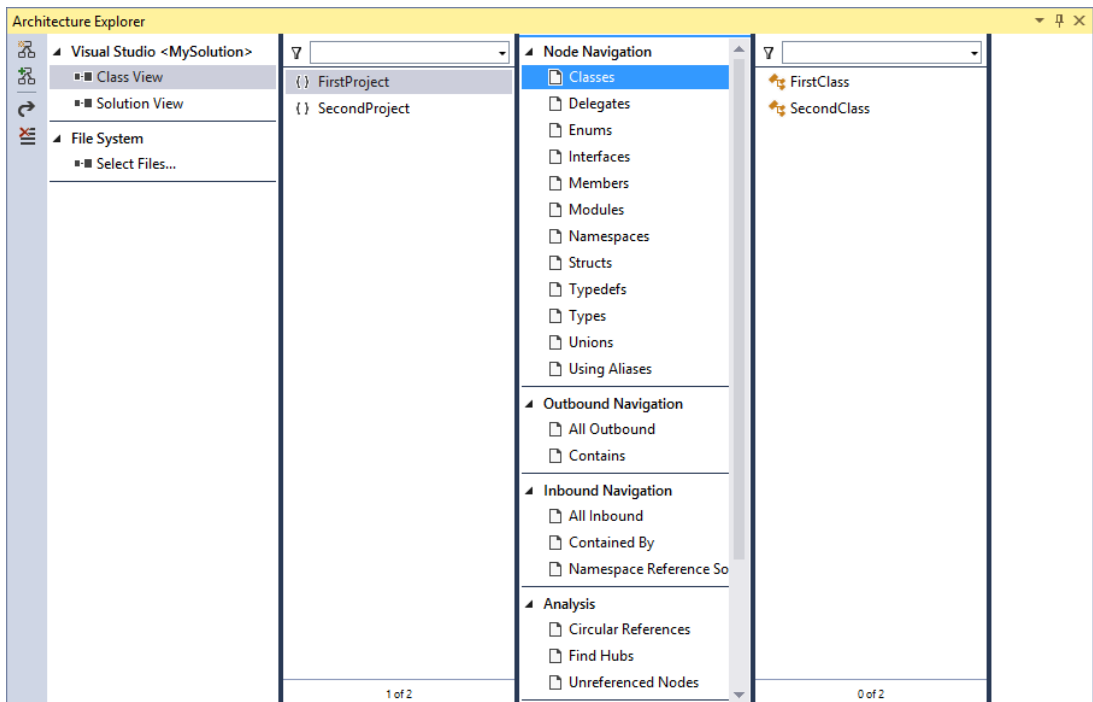 Architecture Explorer
Visual Studio <MySolution>
Class View
Solution View
File System
Select Files...
{ } FirstProject
{ } SecondProject
1 of 2
Node Navigation
Classes
Delegates
Enums
Interfaces
Members
Modules
Namespaces
Structs
Typedefs
Types
Unions
Using Aliases
Outbound Navigation
All Outbound
Contains
Inbound Navigation
All Inbound
Contained By
Namespace Reference So
Analysis
Circular References
Find Hubs
Unreferenced Nodes
FirstClass
SecondClass
0 of 2